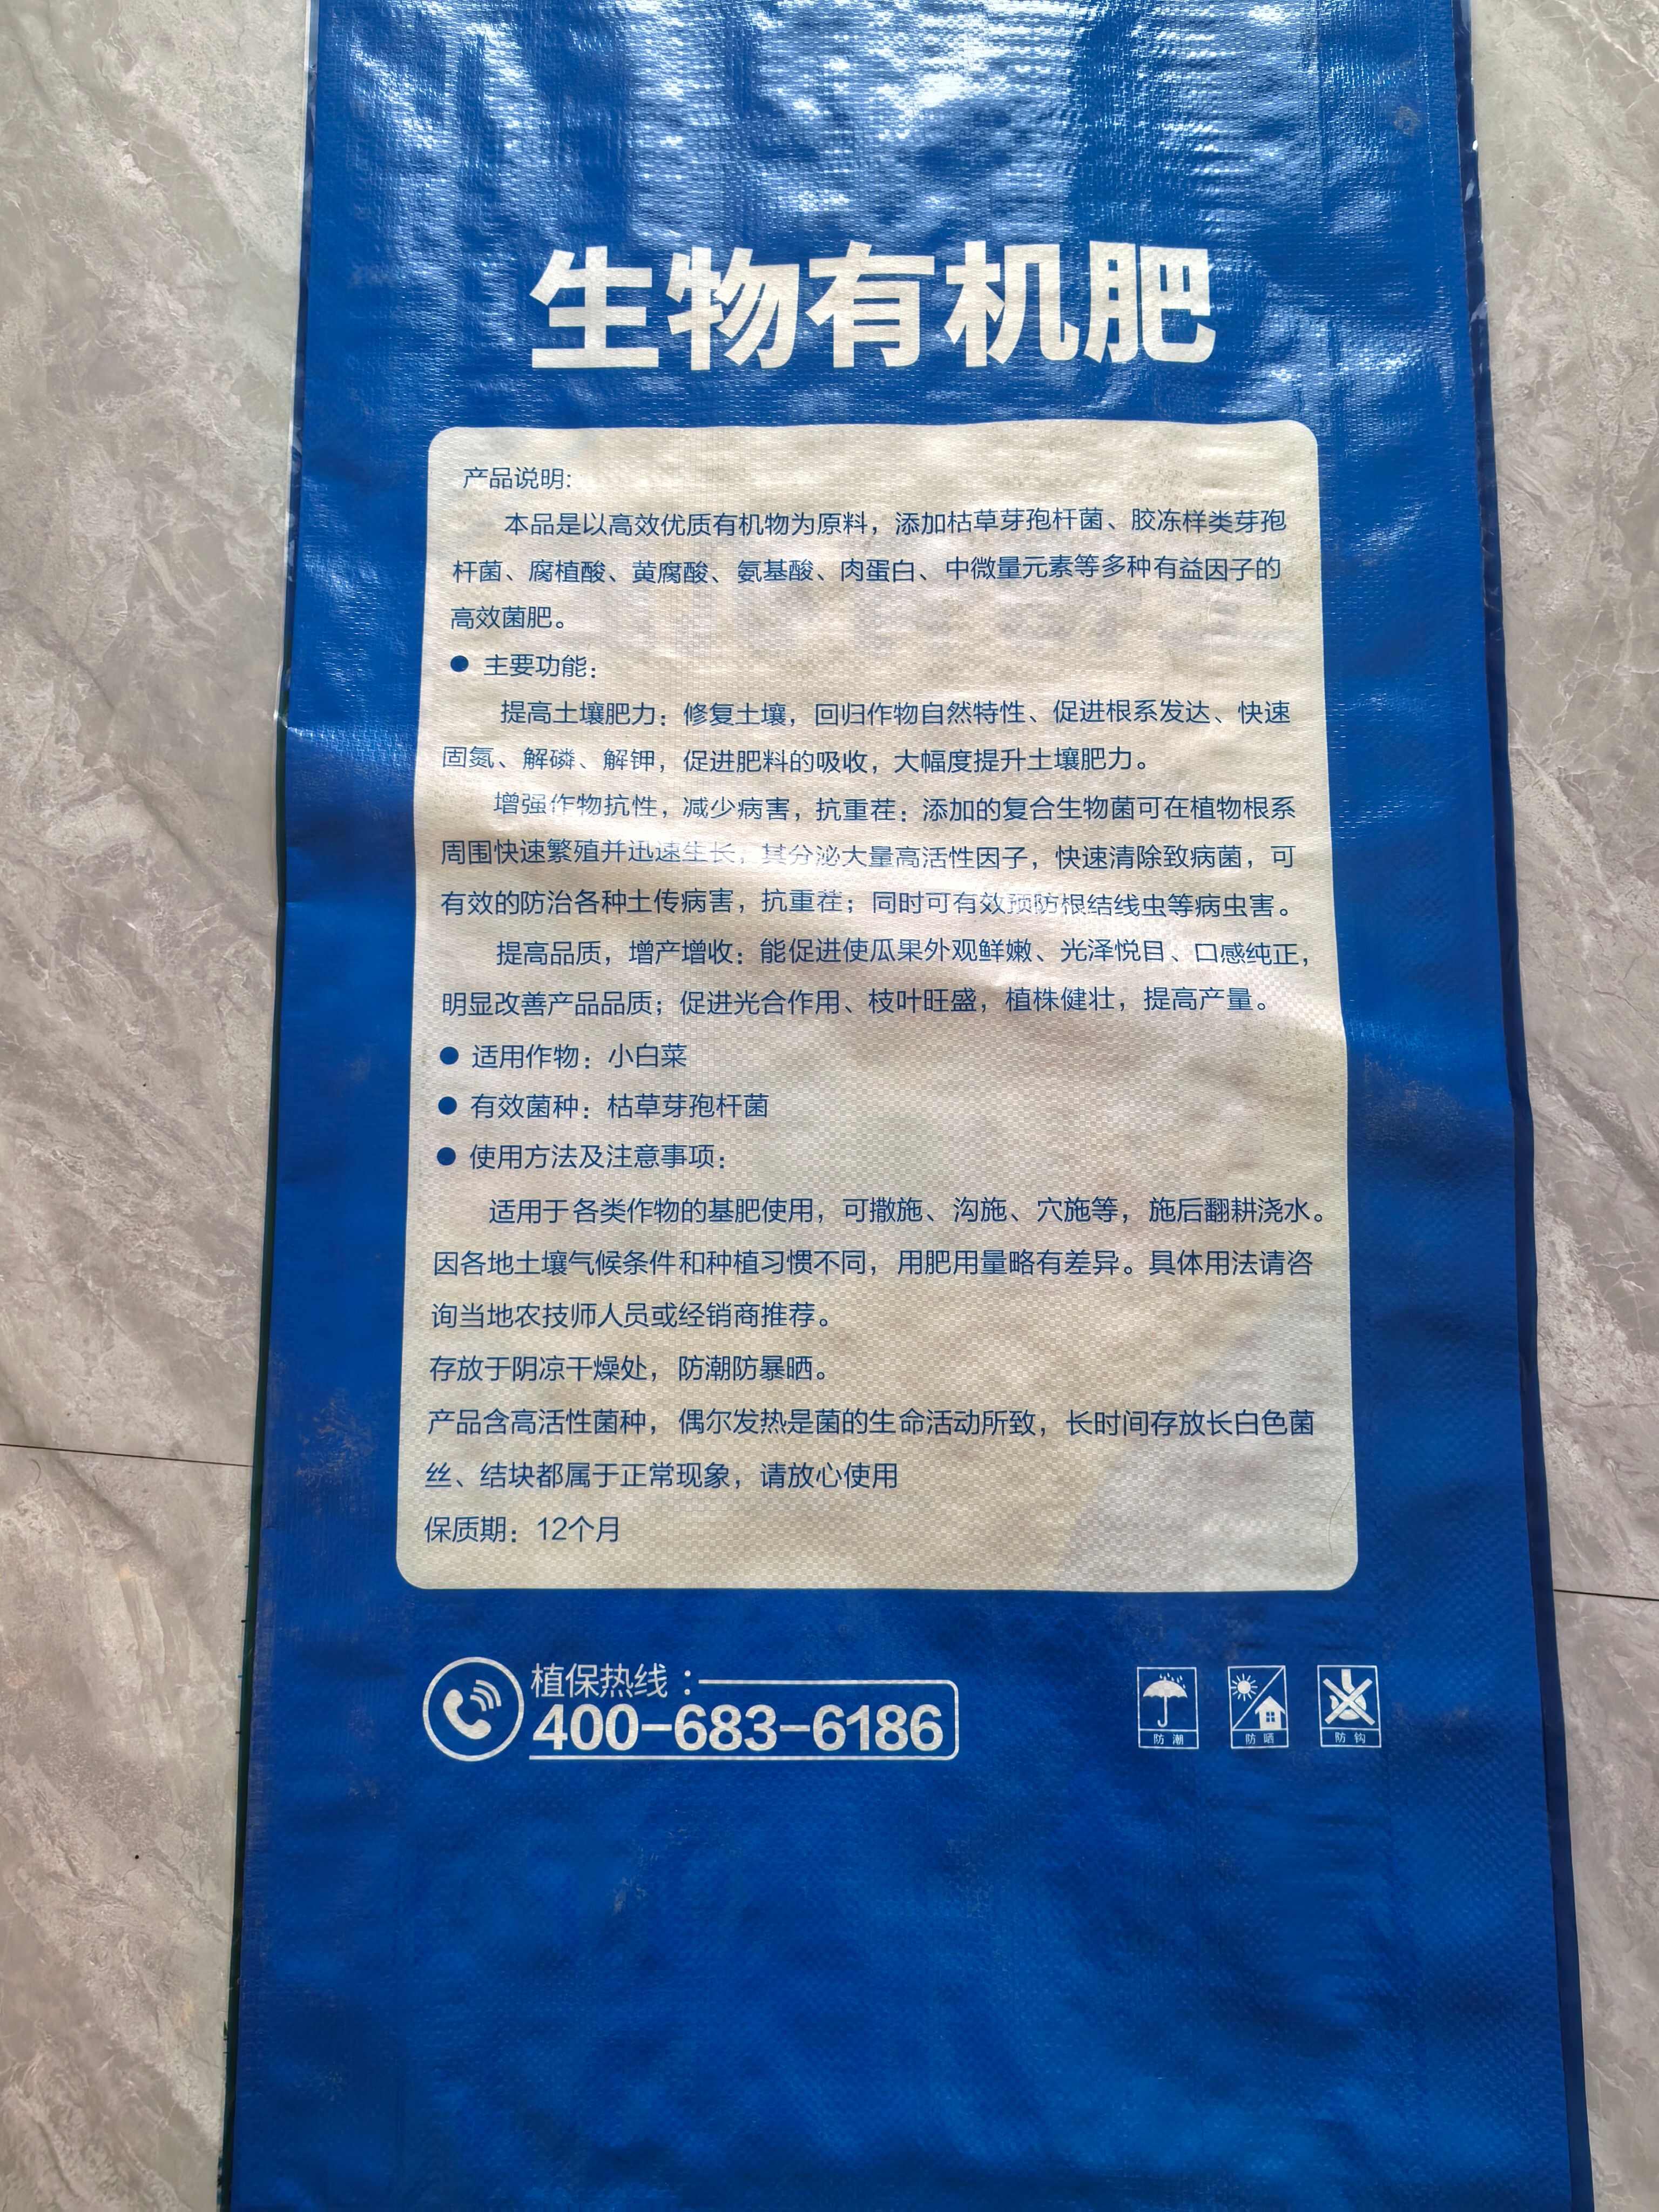 生物有机肥
产品说明:
本品是以高效优质有机物为原料，添加枯草芽孢杆菌、胶冻样类芽孢
杆菌、腐植酸、黄腐酸、氨基酸、肉蛋白、中微量元素等多种有益因子的
高效菌肥。
● 主要功能:
提高土壤肥力: 修复土壤，回归作物自然特性、促进根系发达、快速
固氮、解磷、解钾，促进肥料的吸收，大幅度提升土壤肥力。
增强作物抗性，减少病害，抗重茬: 添加的复合生物菌可在植物根系
周围快速繁殖并迅速生长，其分泌大量高活性因子，快速清除致病菌，可
有效的防治各种土传病害，抗重茬；同时可有效预防根结线虫等病虫害。
提高品质，增产增收: 能促进使瓜果外观鲜嫩、光泽悦目、口感纯正，
明显改善产品品质；促进光合作用、枝叶旺盛，植株健壮，提高产量。
● 适用作物: 小白菜
● 有效菌种: 枯草芽孢杆菌
● 使用方法及注意事项:
适用于各类作物的基肥使用，可撒施、沟施、穴施等，施后翻耕浇水。
因各地土壤气候条件和种植习惯不同，用肥用量略有差异。具体用法请咨
询当地农技师人员或经销商推荐。
存放于阴凉干燥处，防潮防暴晒。
产品含高活性菌种，偶尔发热是菌的生命活动所致，长时间存放长白色菌
丝、结块都属于正常现象，请放心使用
保质期: 12个月
植保热线:
400-683-6186
防潮 防晒 防钩